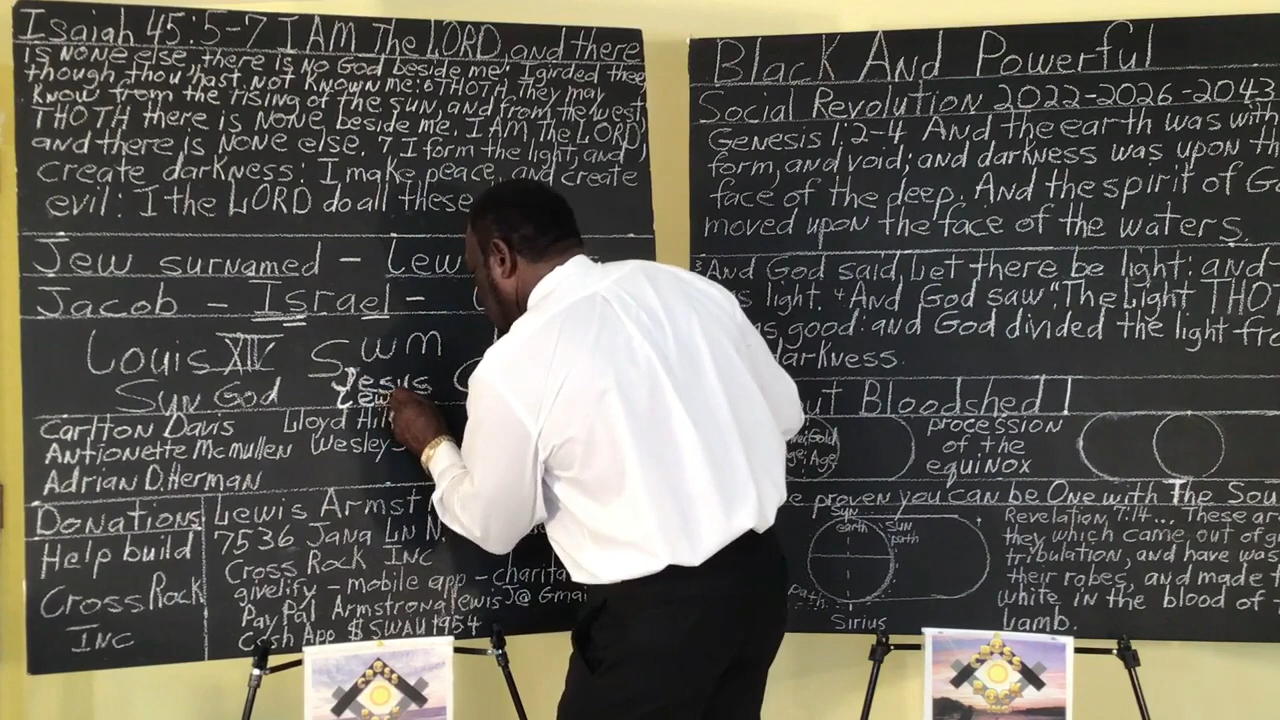 Isaiah 45:5-7 I AM The LORD, and there
is NONE else, there is NO God beside me": I girded thee
though thou "hast NOT KNOWN me: 6 THOTH They may
KNOW from the rising of the SUN, and from the west,
THOTH there is NONE beside me. I AM The LORD,
and there is NONE else. 7 I form the light, and
create darkness: I make peace, and create
evil: I the LORD do all these
Jew surnamed - Lew
Jacob - Israel -
Louis XIV
Sun God
S W M
Jesus
Lew
Carlton Davis Lloyd
Antionette McMullen Wesley
Adrian D. Herman
Donations
Help build
Cross Rock
INC
Lewis Armst
7536 Jana LN N.
Cross Rock INC
givelify - mobile app - charita
PayPal ArmstrongLewisJ@Gmai
Cash App $SWAU1954
Black And Powerful
Social Revolution 2022-2026-2043
Genesis 1:2-4 And the earth was with
form, and void; and darkness was upon th
face of the deep. And the spirit of G
moved upon the face of the waters.
3 And God said Let There be light: and
s light. 4 And God saw "The Light THO
s good: and God divided the light fro
darkness.
ut Bloodshed!
Gold
Age
procession
of the
equinox
e proven you can be One with The Sou
Sun
earth
Sun
path
path
Sirius
Revelation 7:14... These ar
they which came out of g
tribulation, and have was
their robes, and made t
white in the blood of
Lamb.